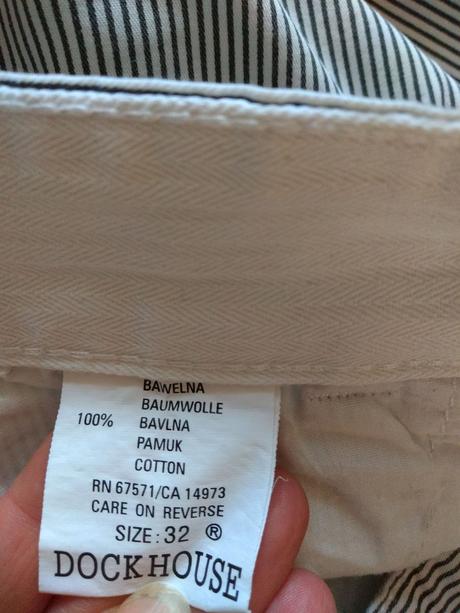 BAWELNA
BAUMWOLLE
100% BAVLNA
PAMUK
COTTON
RN 67571/CA 14973
CARE ON REVERSE
SIZE: 32 ®
DOCKHOUSE